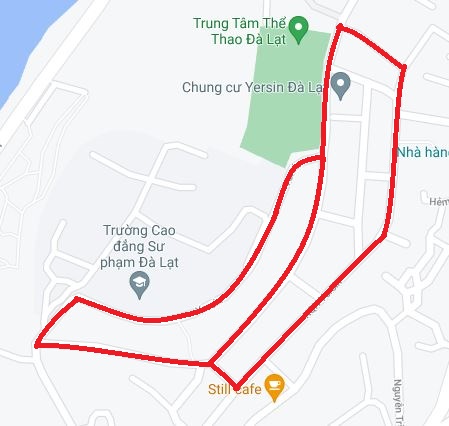 Trung Tâm Thể
Thao Đà Lạt
Chung cư Yersin Đà Lạt
Nhà hàng
Hẻm
Trường Cao
đẳng Sư
phạm Đà Lạt
Still Cafe
Nguyễn Tr